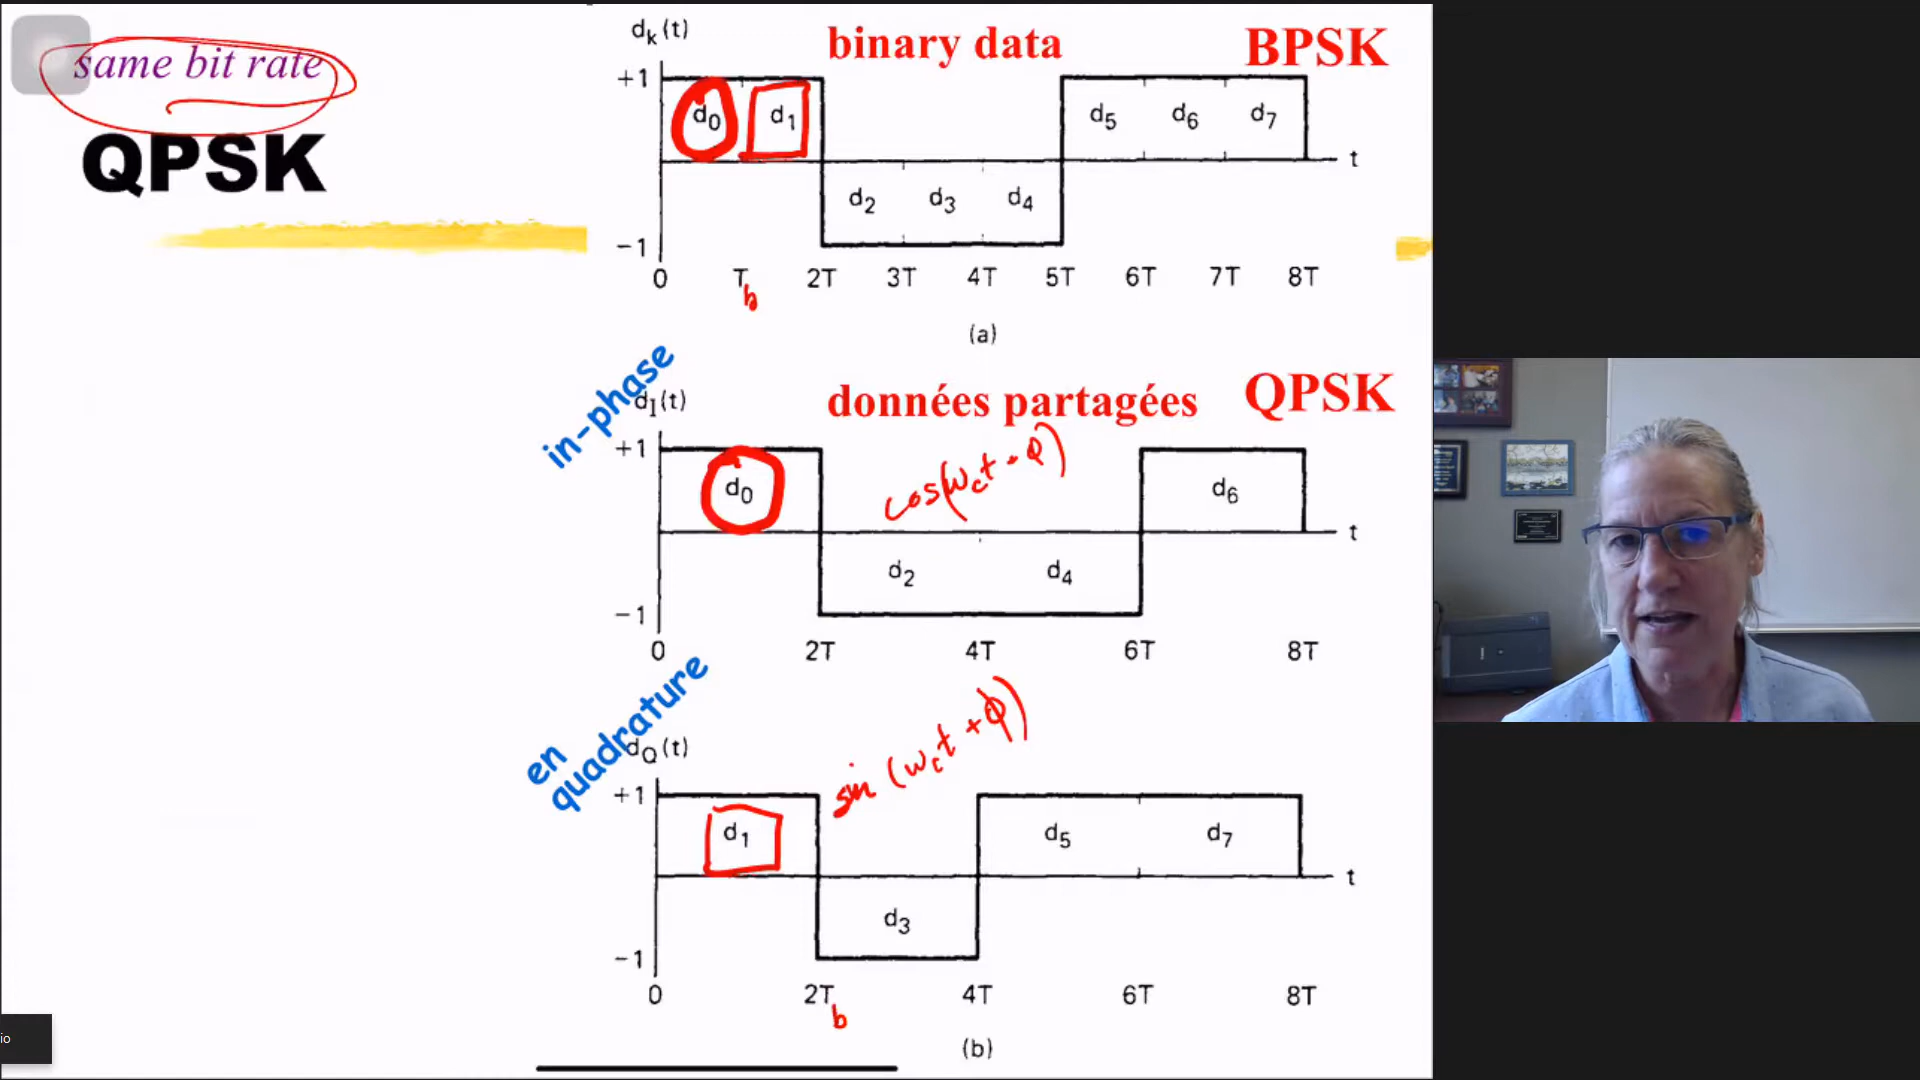 same bit rate
QPSK
binary data
BPSK
dk(t)
+1
d0 d1 d5 d6 d7
t
d2 d3 d4
−1
0 Tb 2T 3T 4T 5T 6T 7T 8T
(a)
in-phase
données partagées
QPSK
dI(t)
+1
cos(ωct + φ)
d0 d6
t
d2 d4
−1
0 2T 4T 6T 8T
en
quadrature
dQ(t)
sin (ωct + φ)
+1
d1 d5 d7
t
d3
−1
0 2Tb 4T 6T 8T
(b)
io